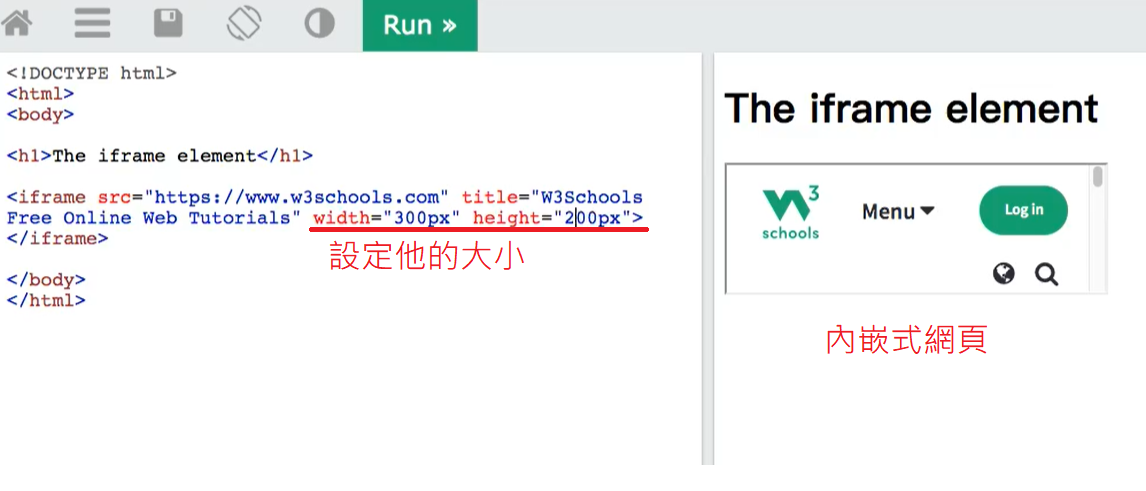 Run »
<!DOCTYPE html>
<html>
<body>
<h1>The iframe element</h1>
<iframe src="https://www.w3schools.com" title="W3Schools
Free Online Web Tutorials" width="300px" height="200px">
</iframe>
設定他的大小
</body>
</html>
The iframe element
W3
schools
Menu
Log in
內嵌式網頁